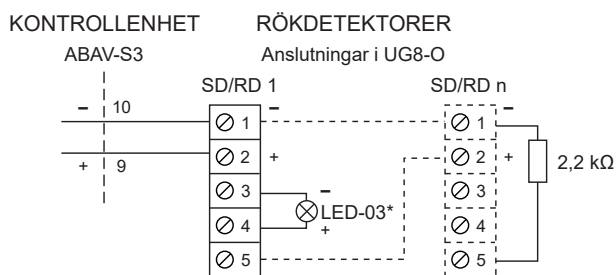 KONTROLLENHET RÖKDETEKTORER
ABAV-S3 Anslutningar i UG8-O
SD/RD 1 SD/RD n
– 10 1 – 1 –
+ 9 2 + 2 + 2,2 kΩ
3 – 3
4 LED-03* + 4
5 5